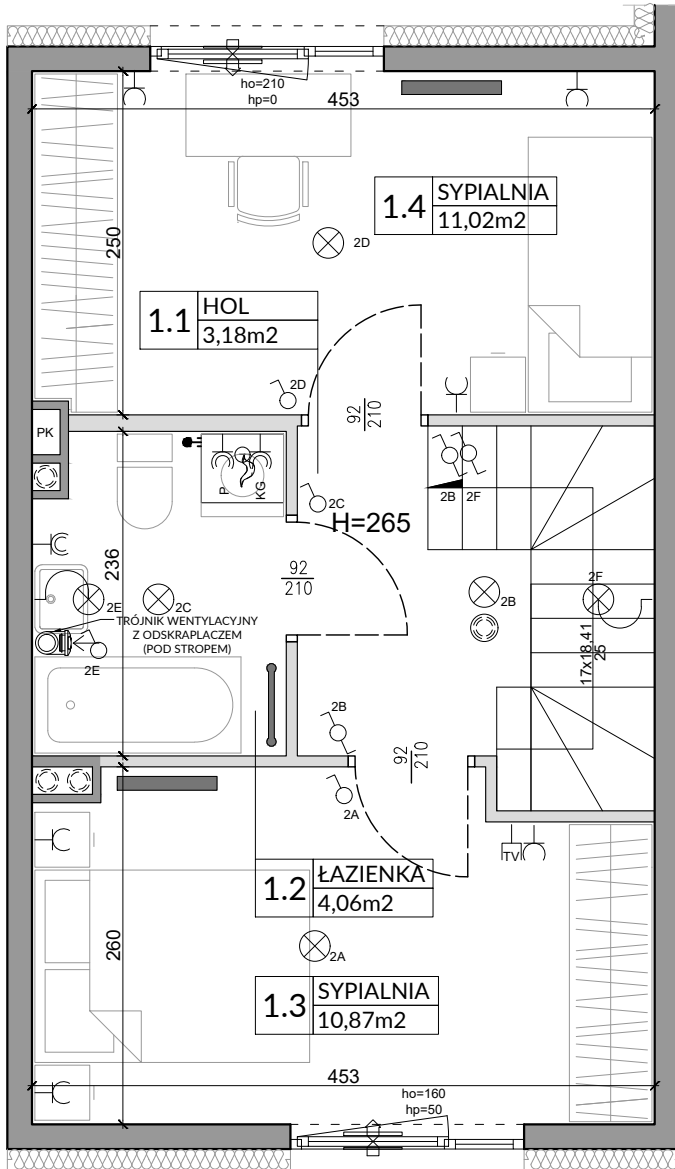 ho=210
hp=0
453
1.4 SYPIALNIA
11,02m2
250
2D
1.1 HOL
3,18m2
2D
92
210
PK
P
KG
2B
2F
2C
H=265
236
92
210
2E
2C
2B
2F
TRÓJNIK WENTYLACYJNY
Z ODSKRAPLACZEM
(POD STROPEM)
2E
17x18.41
25
2B
92
210
2A
TV
1.2 ŁAZIENKA
4,06m2
260
2A
1.3 SYPIALNIA
10,87m2
453
ho=160
hp=50